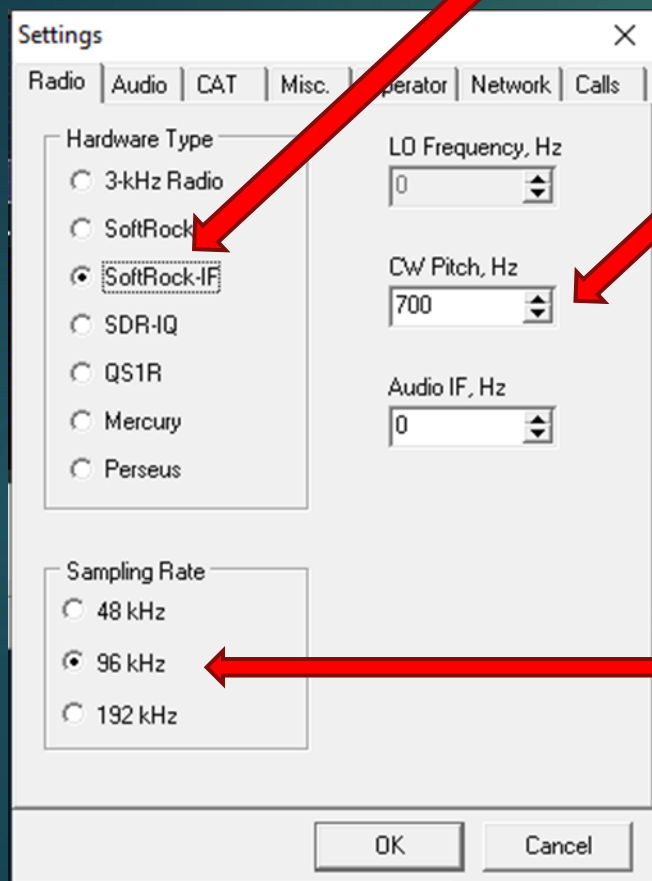 Settings
Radio Audio CAT Misc. Operator Network Calls
Hardware Type
3-kHz Radio
SoftRock
SoftRock-IF
SDR-IQ
QS1R
Mercury
Perseus
LO Frequency, Hz
0
CW Pitch, Hz
700
Audio IF, Hz
0
Sampling Rate
48 kHz
96 kHz
192 kHz
OK Cancel